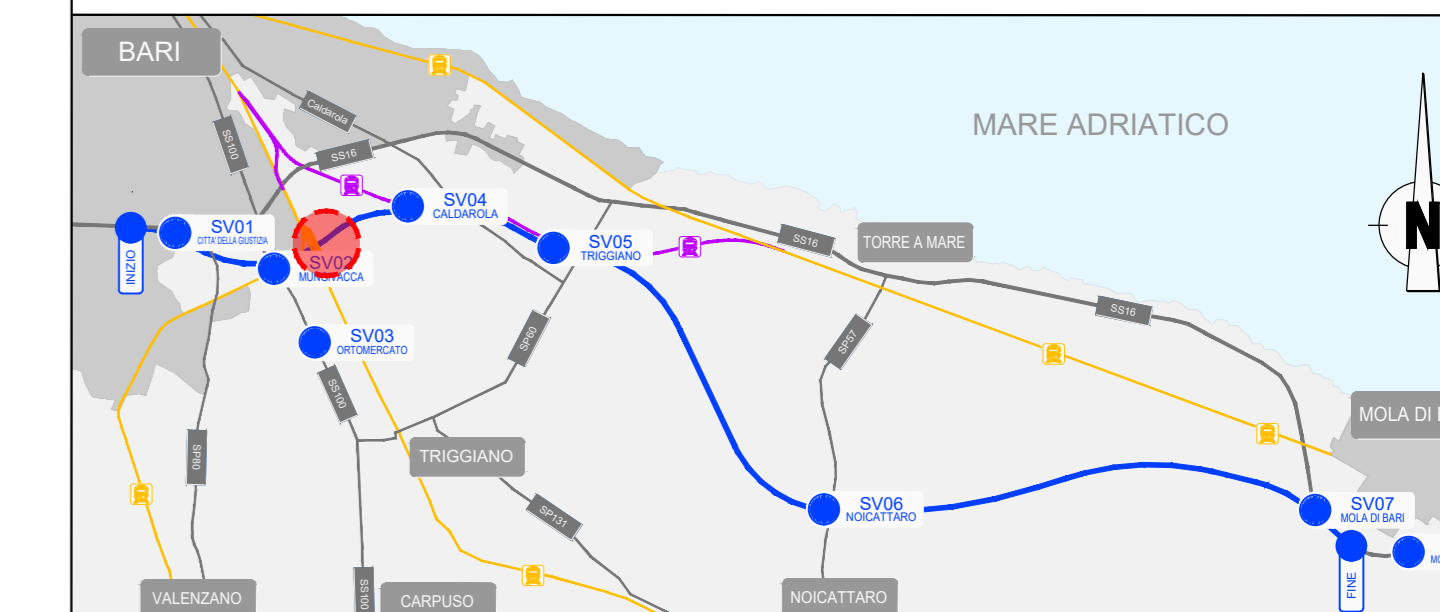 BARI
Caldarola
SS100
SS16
MARE ADRIATICO
N
SV04
CALDAROLA
SV01
CITTA' DELLA GIUSTIZIA
SV05
TRIGGIANO
SS16
TORRE A MARE
INIZIO
SV02
SS16
SV03
ORTOMERCATO
SP60
SP57
SS100
MOLA DI
SP80
TRIGGIANO
SV06
NOICATTARO
SV07
MOLA DI BARI
SP131
FINE
SS100
VALENZANO
CARPUSO
NOICATTARO